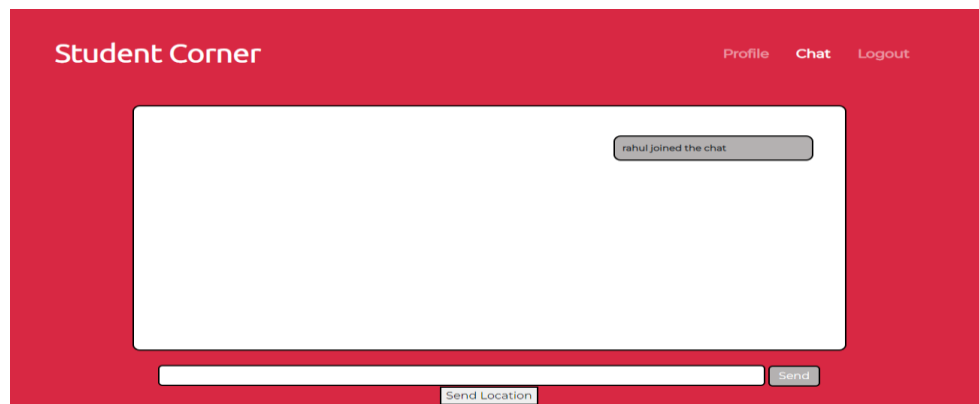 Student Corner
Profile Chat Logout
rahul joined the chat
Send
Send Location